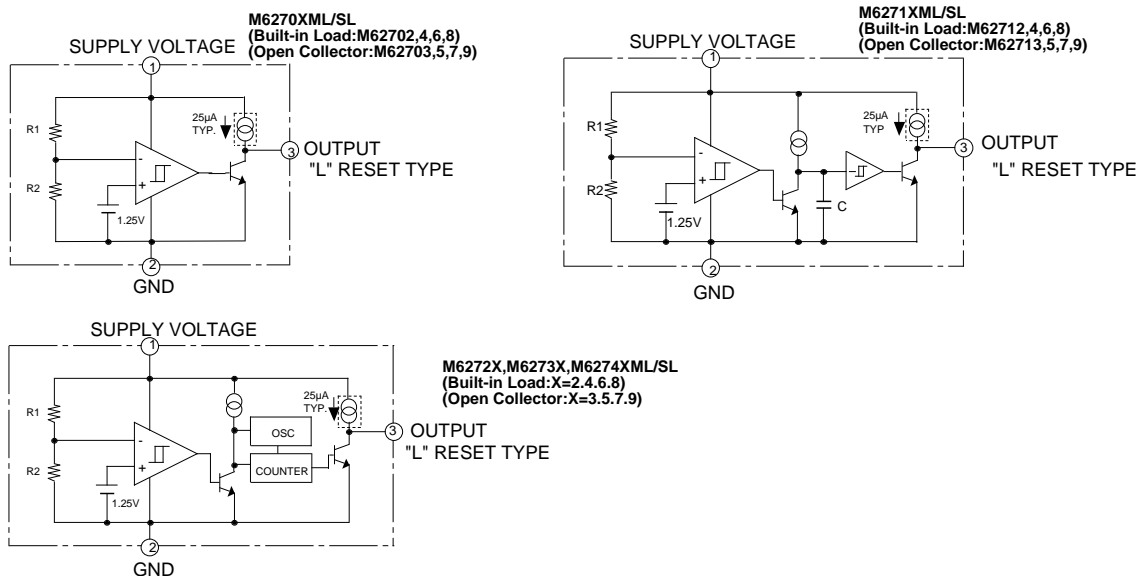 M6270XML/SL
(Built-in Load:M62702,4,6,8)
(Open Collector:M62703,5,7,9)
SUPPLY VOLTAGE
1
R1
R2
-
+
1.25V
25µA
TYP.
3
OUTPUT
"L" RESET TYPE
2
GND
M6271XML/SL
(Built-in Load:M62712,4,6,8)
(Open Collector:M62713,5,7,9)
SUPPLY VOLTAGE
1
R1
R2
-
+
1.25V
C
-
25µA
TYP
3
OUTPUT
"L" RESET TYPE
2
GND
SUPPLY VOLTAGE
1
M6272X,M6273X,M6274XML/SL
(Built-in Load:X=2.4.6.8)
(Open Collector:X=3.5.7.9)
R1
R2
-
+
1.25V
OSC
COUNTER
25µA
TYP.
3
OUTPUT
"L" RESET TYPE
2
GND